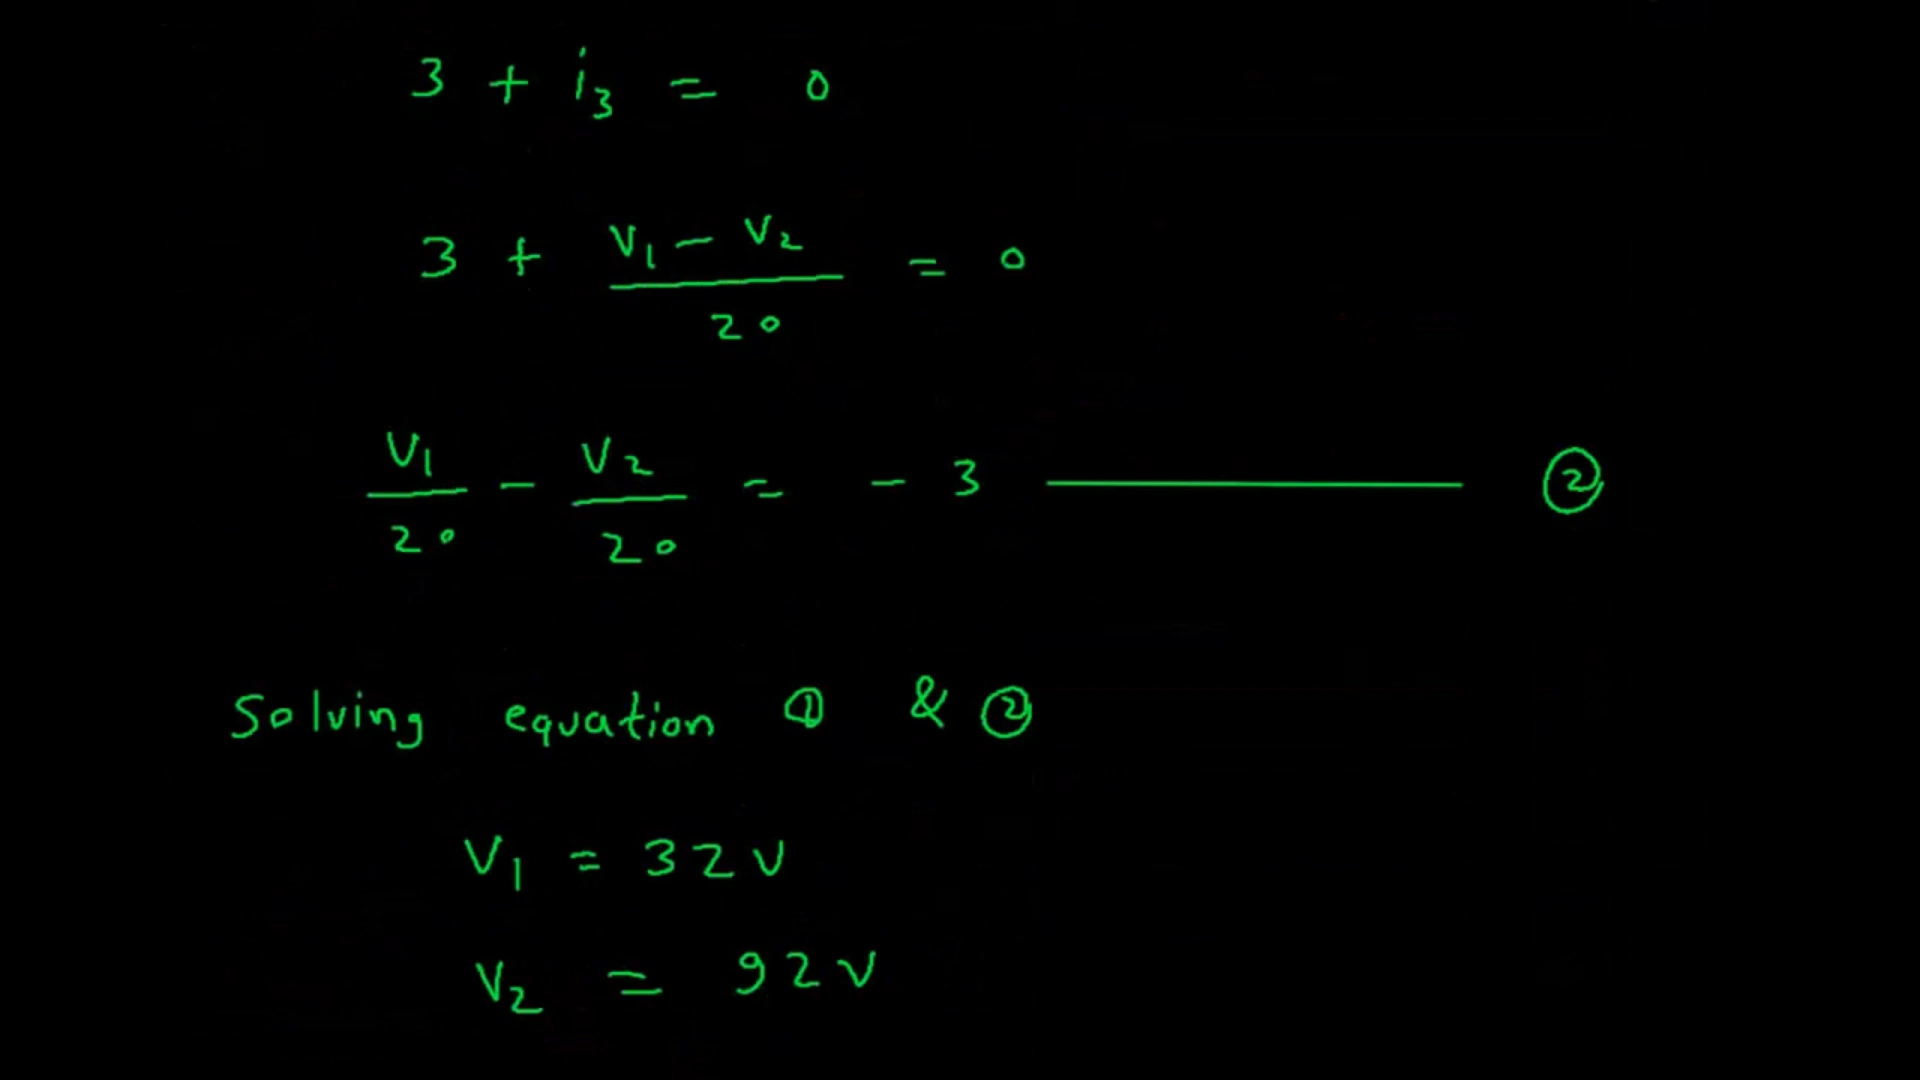 3 + i₃ = 0
3 + (V₁ - V₂)/20 = 0
V₁/20 - V₂/20 = -3 ——— ②
Solving equation ① & ②
V₁ = 32V
V₂ = 92V